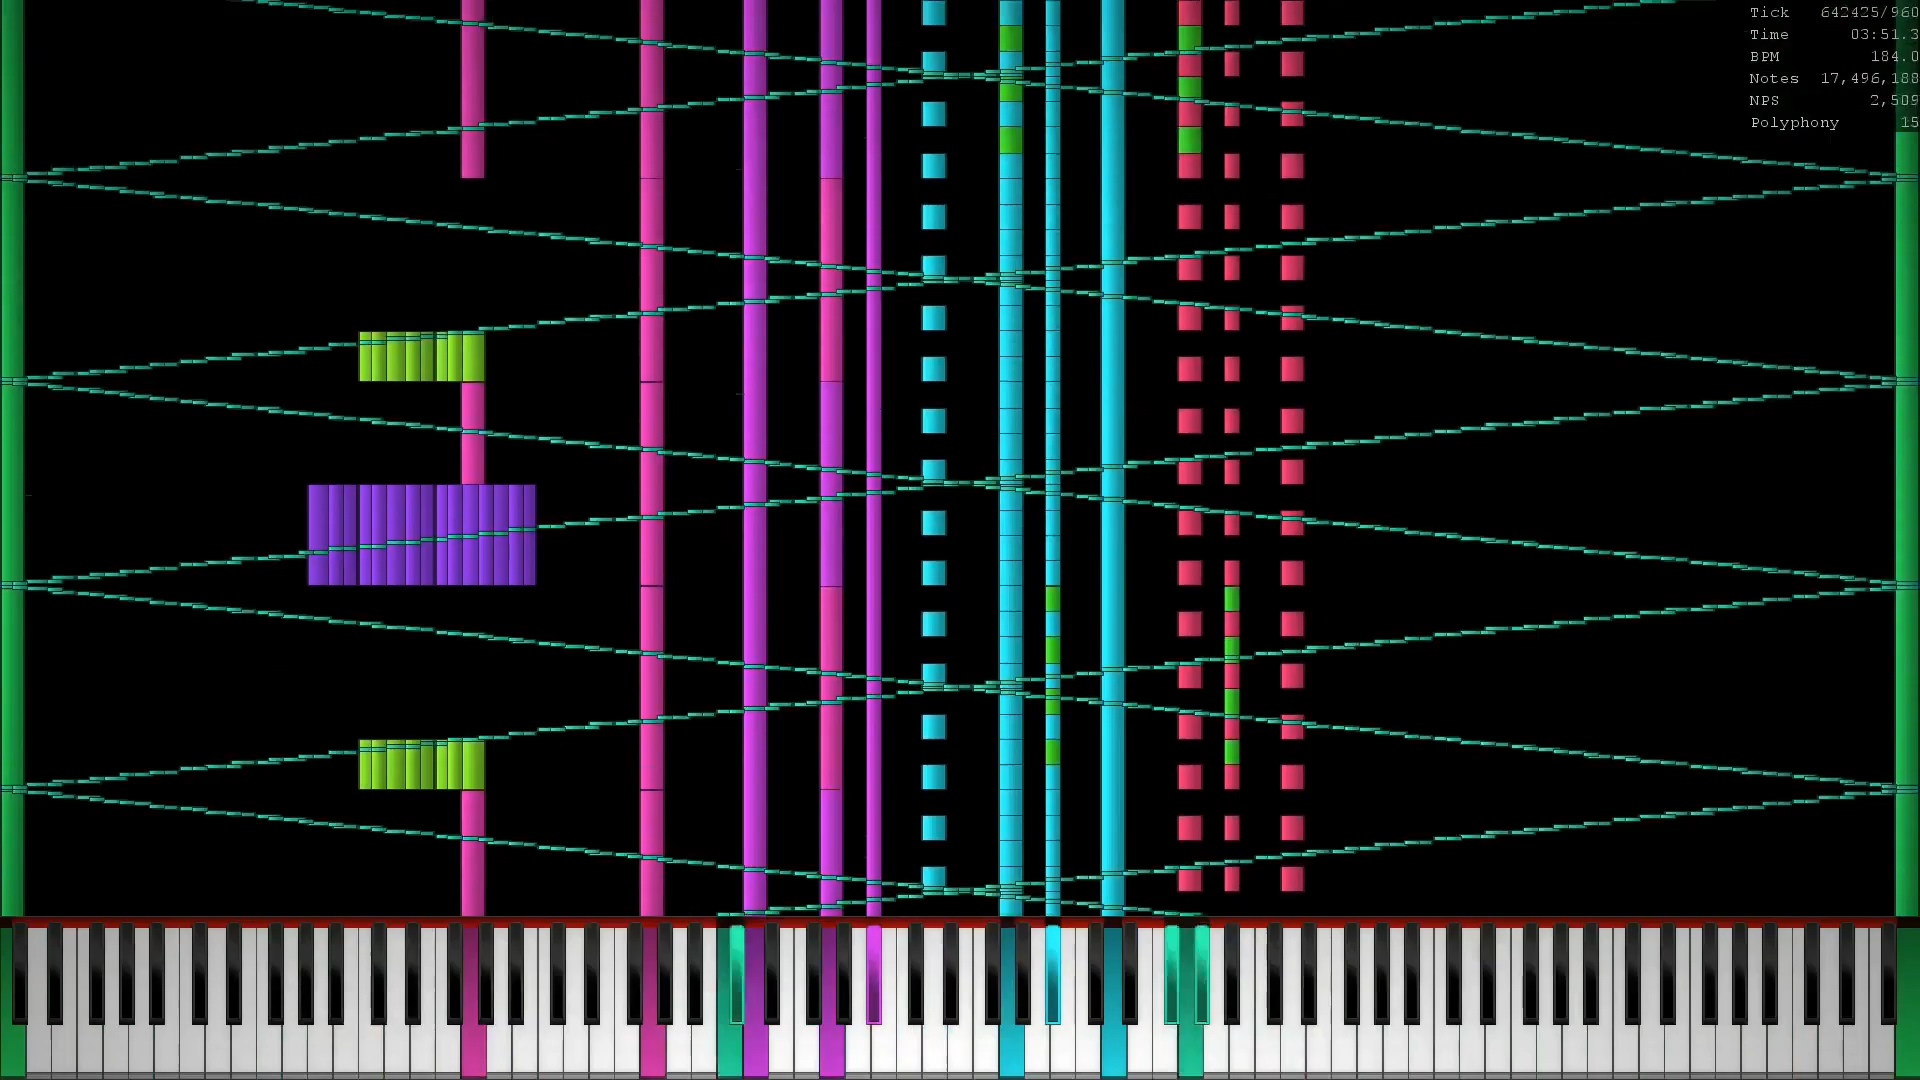 Tick 642425/960
Time 03:51.3
BPM 184.0
Notes 17,496,188
NPS 2,509
Polyphony 15